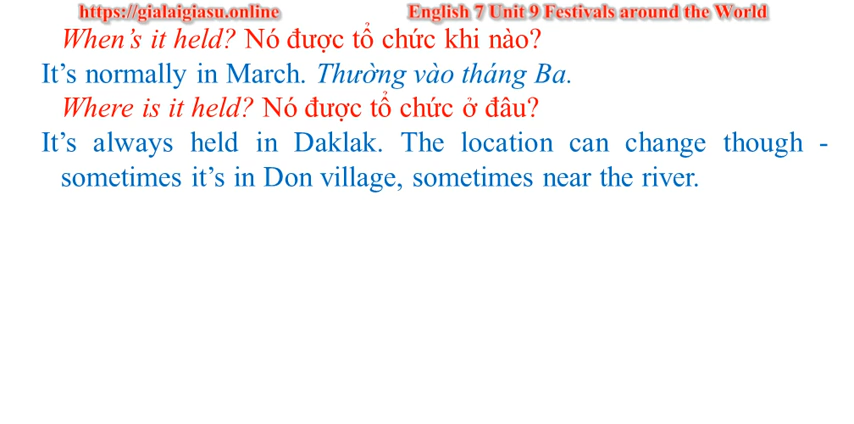 https://gialaigiasu.online English 7 Unit 9 Festivals around the World
When's it held? Nó được tổ chức khi nào?
It's normally in March. Thường vào tháng Ba.
Where is it held? Nó được tổ chức ở đâu?
It's always held in Daklak. The location can change though -
sometimes it's in Don village, sometimes near the river.